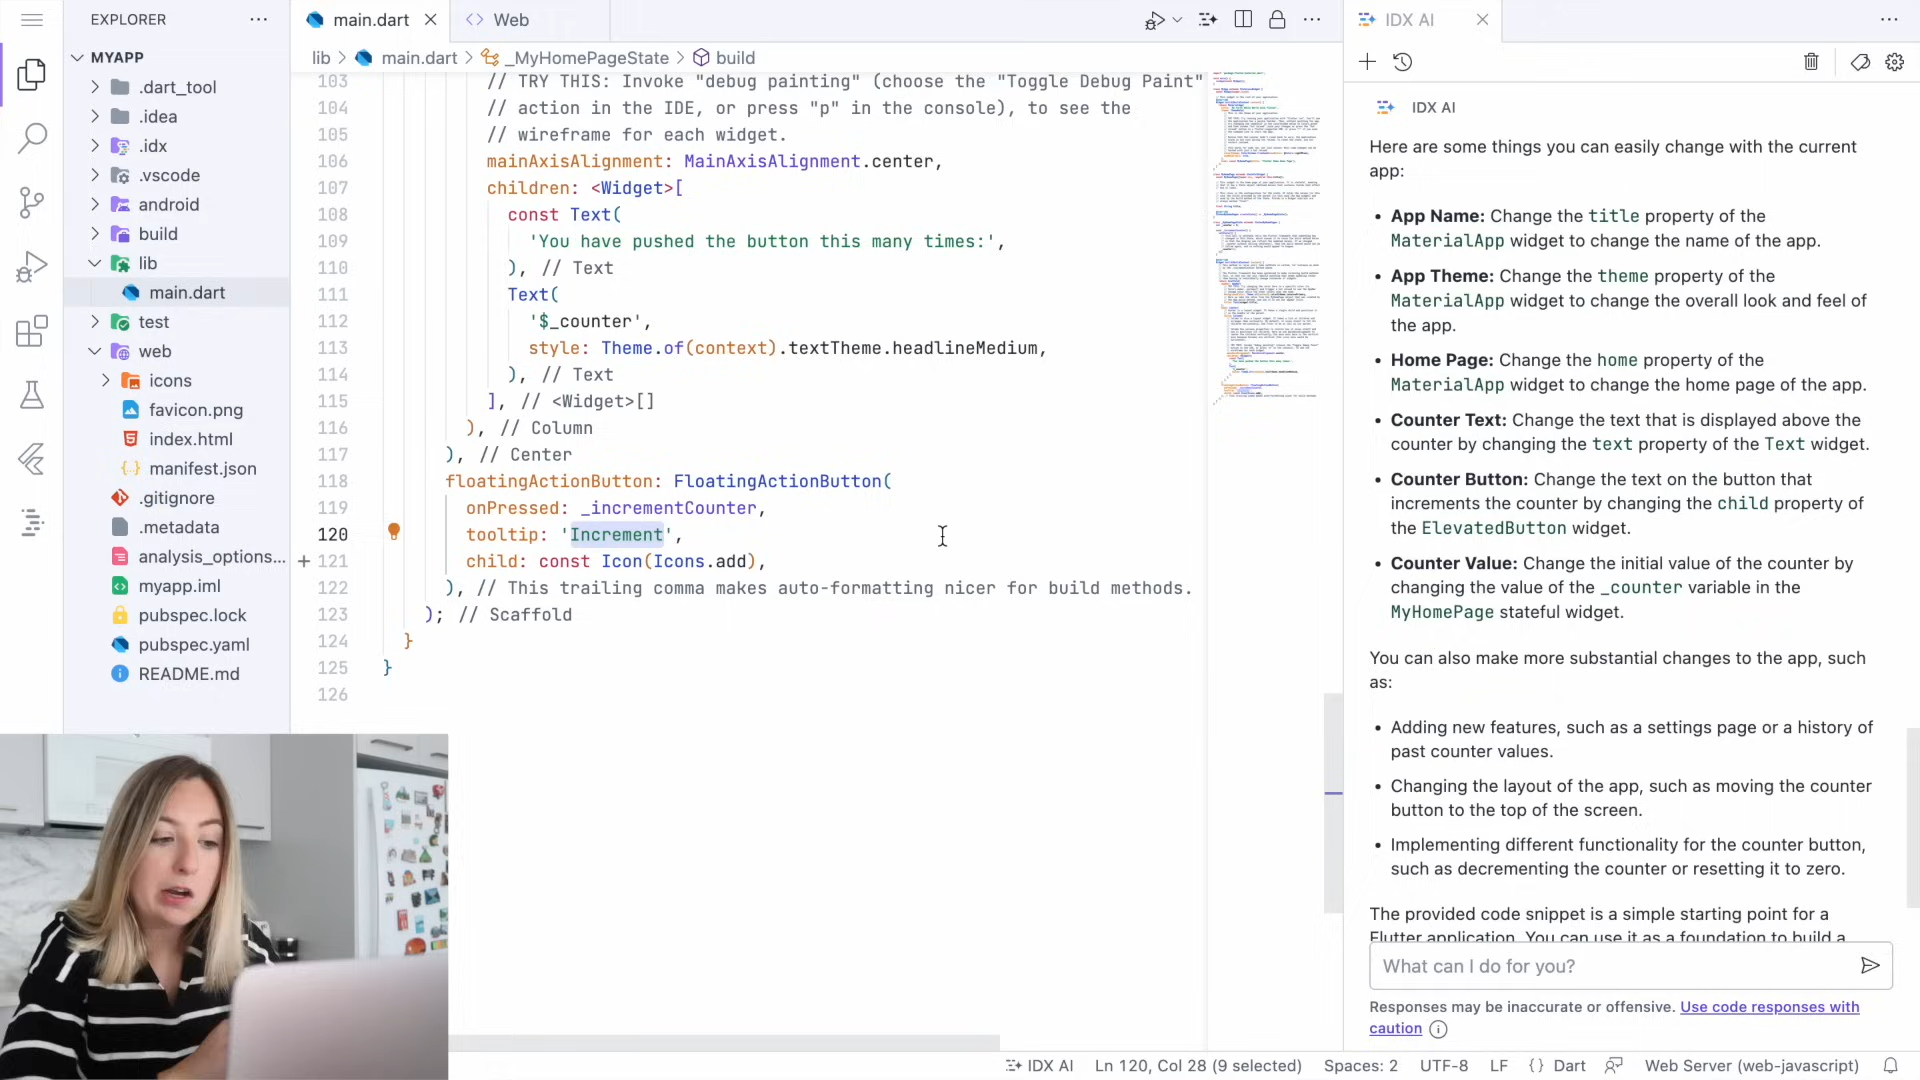 EXPLORER
main.dart
Web
IDX AI
MYAPP
lib > main.dart > _MyHomePageState > build
.dart_tool
.idea
.idx
.vscode
android
build
lib
main.dart
test
web
icons
favicon.png
index.html
manifest.json
.gitignore
.metadata
analysis_options...
myapp.iml
pubspec.lock
pubspec.yaml
README.md
103 // TRY THIS: Invoke "debug painting" (choose the "Toggle Debug Paint"
104 // action in the IDE, or press "p" in the console), to see the
105 // wireframe for each widget.
106 mainAxisAlignment: MainAxisAlignment.center,
107 children: <Widget>[
108 const Text(
109 'You have pushed the button this many times:',
110 ), // Text
111 Text(
112 '$_counter',
113 style: Theme.of(context).textTheme.headlineMedium,
114 ), // Text
115 ], // <Widget>[]
116 ), // Column
117 ), // Center
118 floatingActionButton: FloatingActionButton(
119 onPressed: _incrementCounter,
120 tooltip: 'Increment',
121 child: const Icon(Icons.add),
122 ), // This trailing comma makes auto-formatting nicer for build methods.
123 ); // Scaffold
124 }
125 }
126
IDX AI
Here are some things you can easily change with the current
app:
• App Name: Change the title property of the
MaterialApp widget to change the name of the app.
• App Theme: Change the theme property of the
MaterialApp widget to change the overall look and feel of
the app.
• Home Page: Change the home property of the
MaterialApp widget to change the home page of the app.
• Counter Text: Change the text that is displayed above the
counter by changing the text property of the Text widget.
• Counter Button: Change the text on the button that
increments the counter by changing the child property of
the ElevatedButton widget.
• Counter Value: Change the initial value of the counter by
changing the value of the _counter variable in the
MyHomePage stateful widget.
You can also make more substantial changes to the app, such
as:
• Adding new features, such as a settings page or a history of
past counter values.
• Changing the layout of the app, such as moving the counter
button to the top of the screen.
• Implementing different functionality for the counter button,
such as decrementing the counter or resetting it to zero.
The provided code snippet is a simple starting point for a
Flutter application. You can use it as a foundation to build a
What can I do for you?
Responses may be inaccurate or offensive. Use code responses with
caution
IDX AI
Ln 120, Col 28 (9 selected)
Spaces: 2
UTF-8
LF
{ } Dart
Web Server (web-javascript)